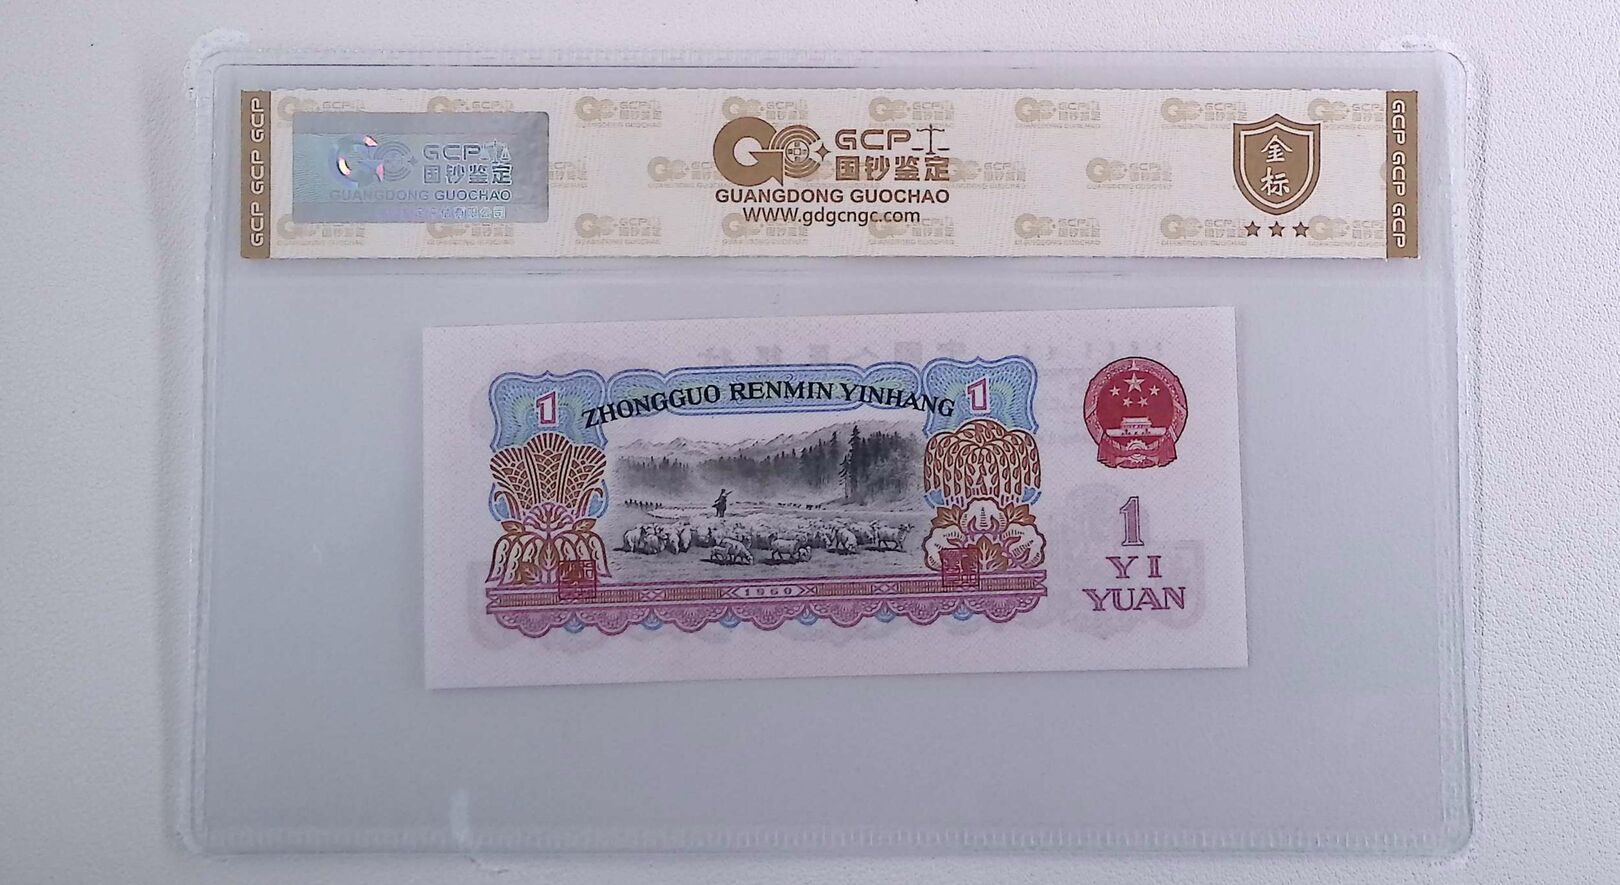 GCP GCP GCP
GCP
国钞鉴定
GUANGDONG GUOCHAO
GCP
国钞鉴定
GUANGDONG GUOCHAO
WWW.gdgcngc.com
金
标
GCP GCP GCP
ZHONGGUO RENMIN YINHANG
1
1
1960
1
YI
YUAN